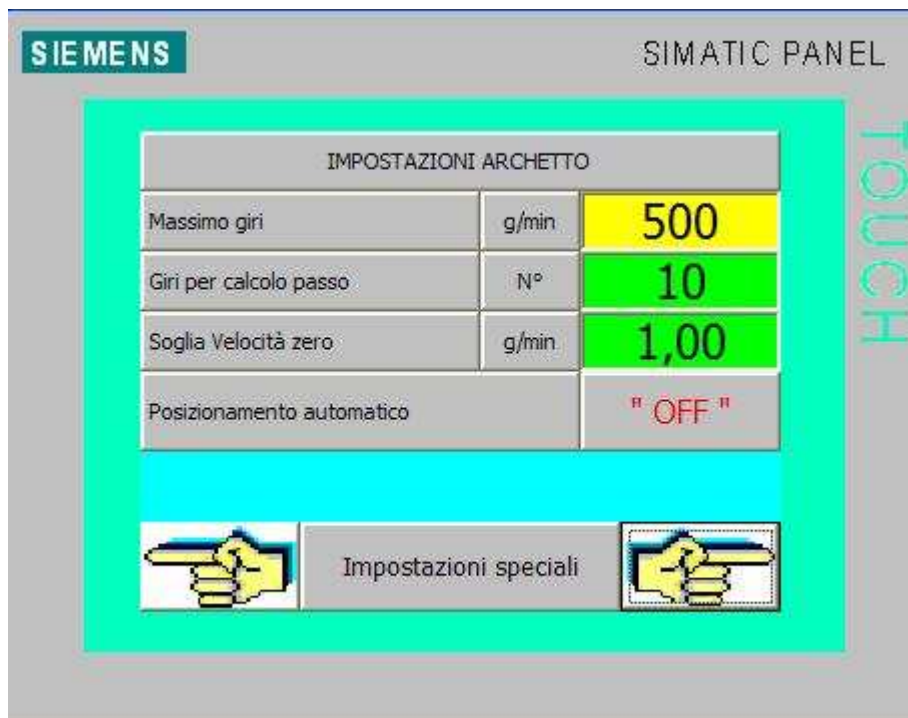 SIEMENS
SIMATIC PANEL
TOUCH
IMPOSTAZIONI ARCHETTO
Massimo giri g/min 500
Giri per calcolo passo N° 10
Soglia Velocità zero g/min 1,00
Posizionamento automatico " OFF "
Impostazioni speciali